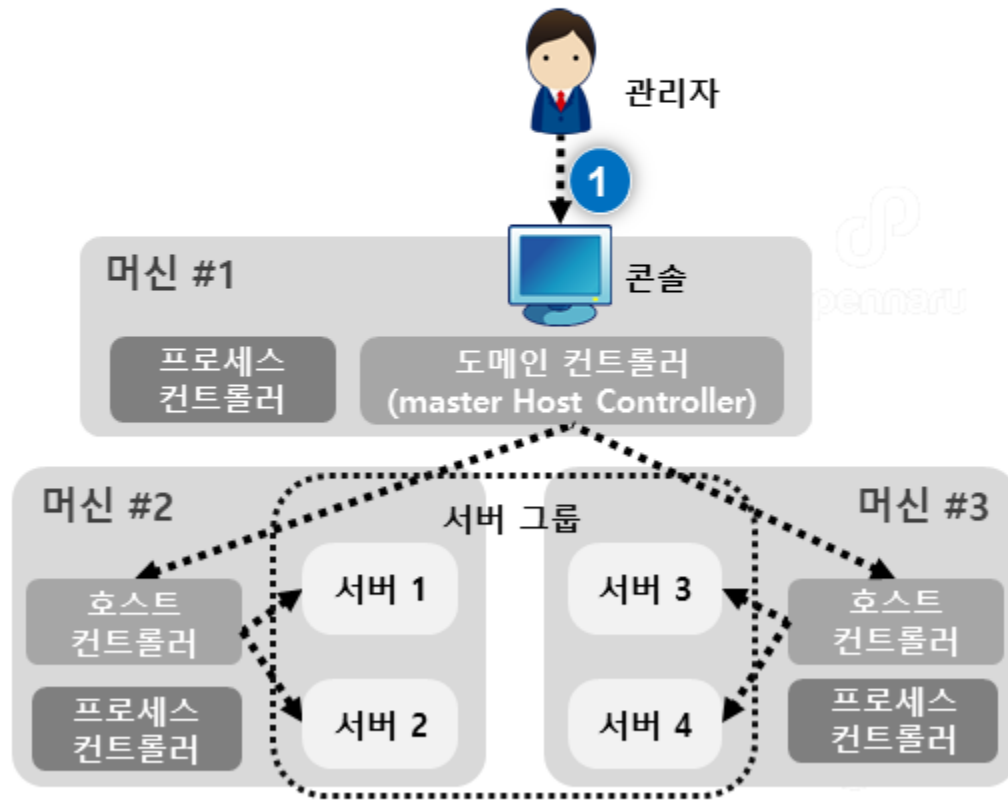 관리자
1
머신 #1
콘솔
프로세스
컨트롤러
도메인 컨트롤러
(master Host Controller)
머신 #2
서버 그룹
머신 #3
호스트
컨트롤러
프로세스
컨트롤러
서버 1
서버 2
서버 3
서버 4
호스트
컨트롤러
프로세스
컨트롤러